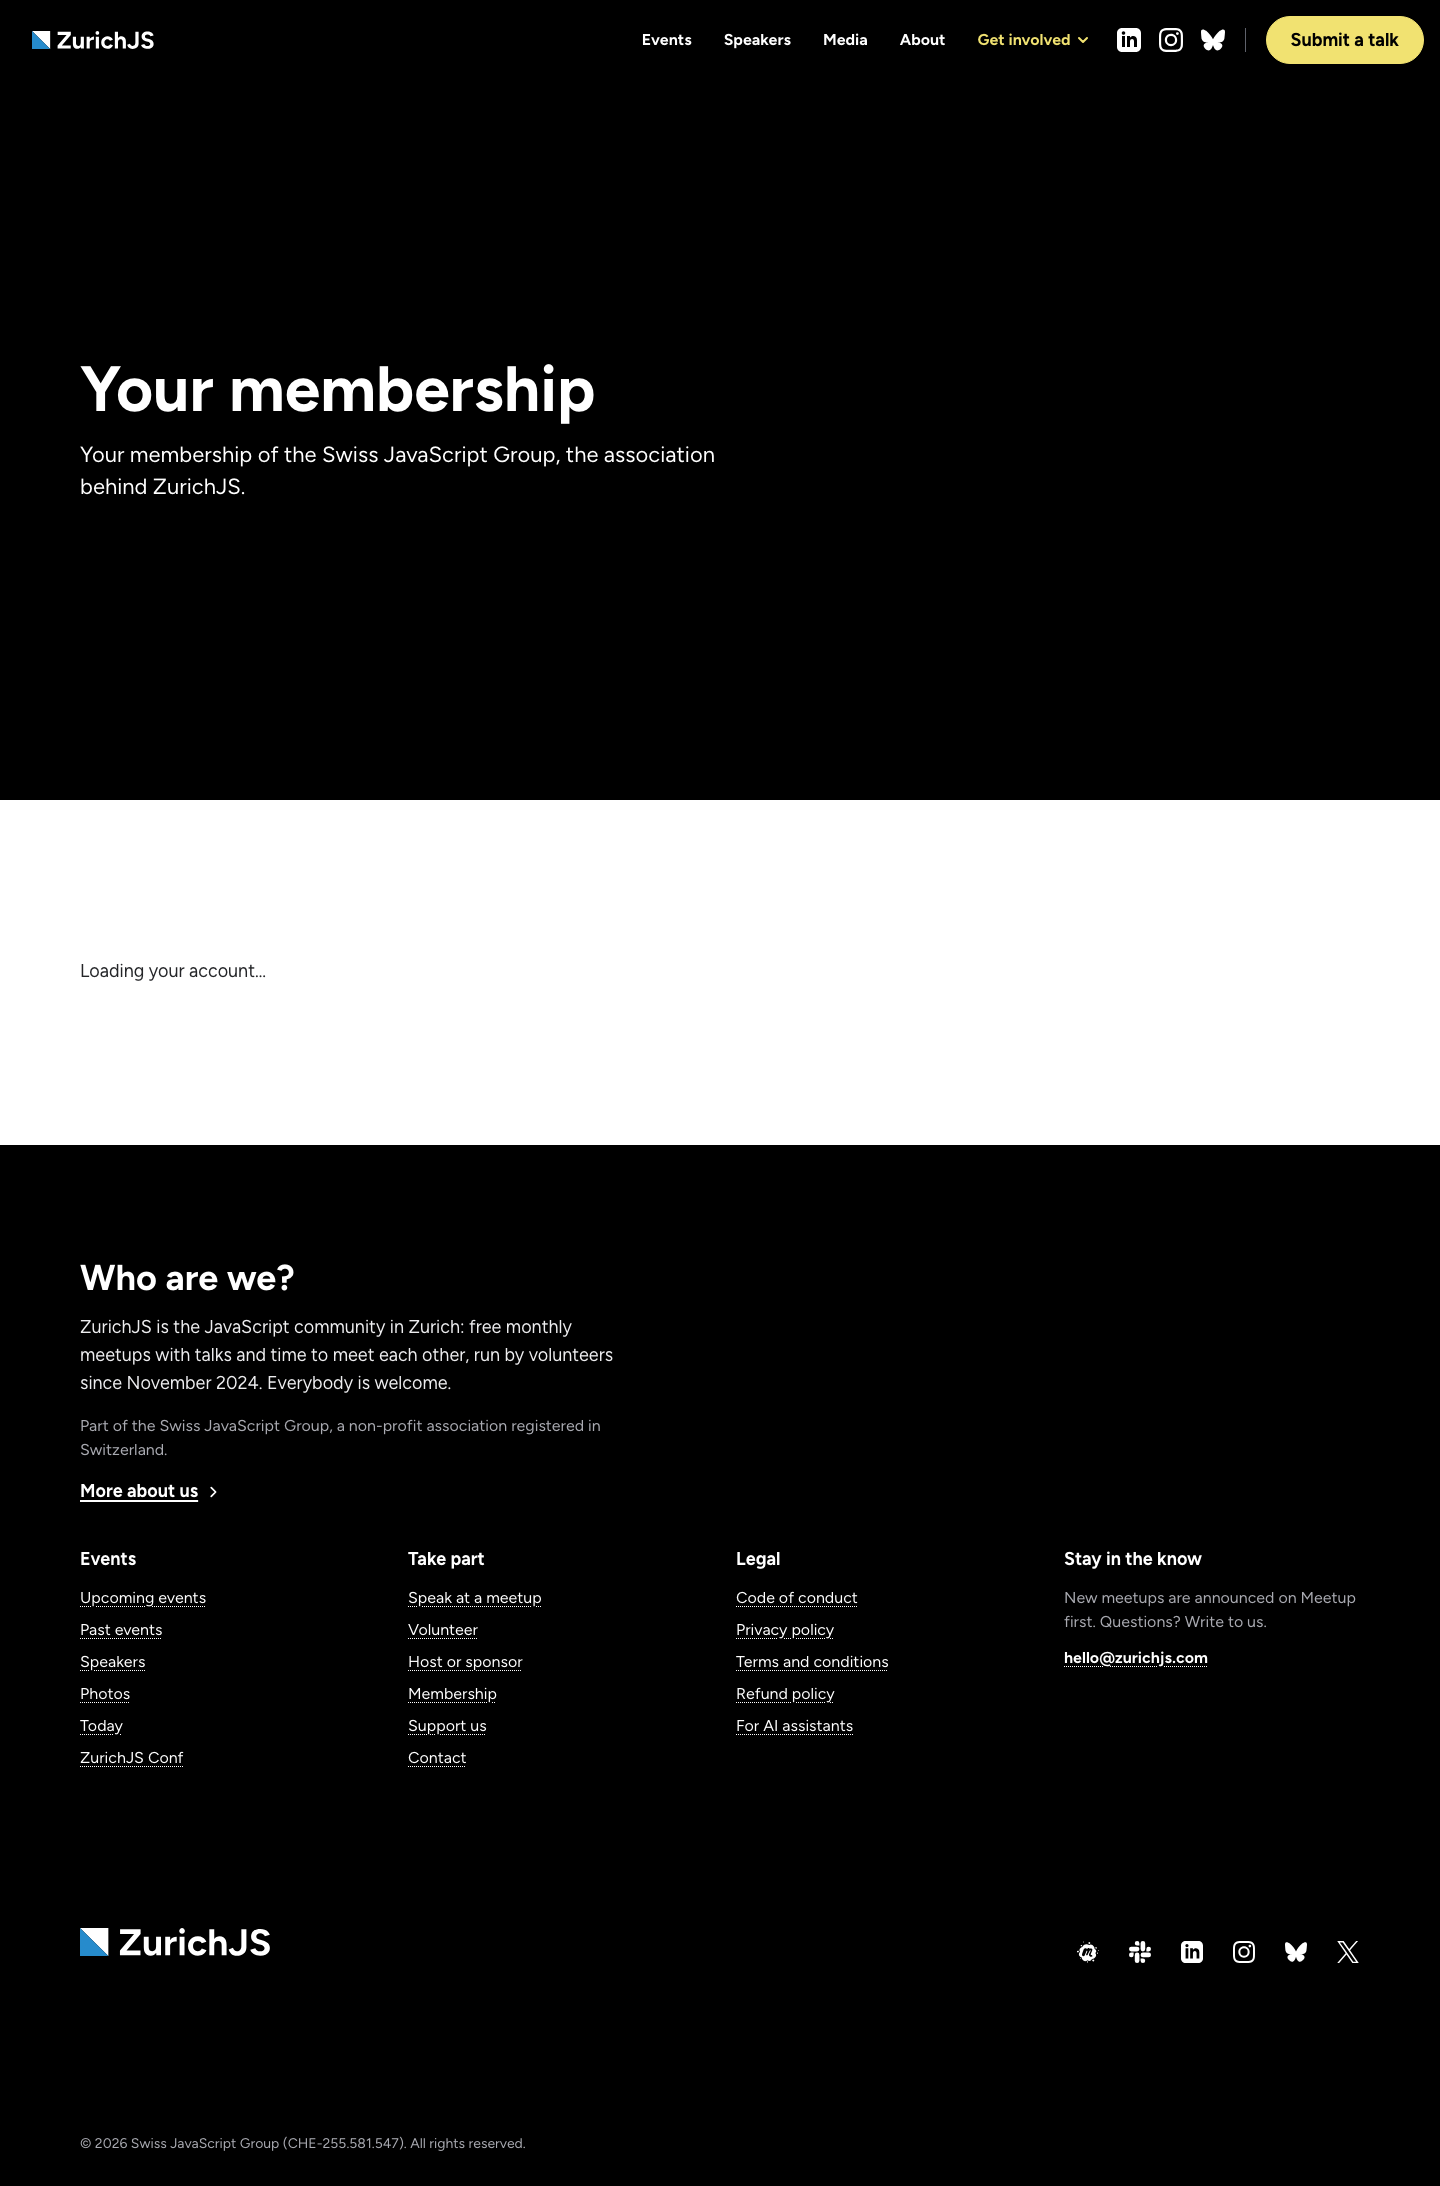 ZurichJS
Events
Speakers
Media
About
Get involved
Submit a talk
Your membership
Your membership of the Swiss JavaScript Group, the association
behind ZurichJS.
Loading your account…
Who are we?
ZurichJS is the JavaScript community in Zurich: free monthly
meetups with talks and time to meet each other, run by volunteers
since November 2024. Everybody is welcome.
Part of the Swiss JavaScript Group, a non-profit association registered in
Switzerland.
More about us
Events
Upcoming events
Past events
Speakers
Photos
Today
ZurichJS Conf
Take part
Speak at a meetup
Volunteer
Host or sponsor
Membership
Support us
Contact
Legal
Code of conduct
Privacy policy
Terms and conditions
Refund policy
For AI assistants
Stay in the know
New meetups are announced on Meetup
first. Questions? Write to us.
hello@zurichjs.com
ZurichJS
© 2026 Swiss JavaScript Group (CHE-255.581.547). All rights reserved.